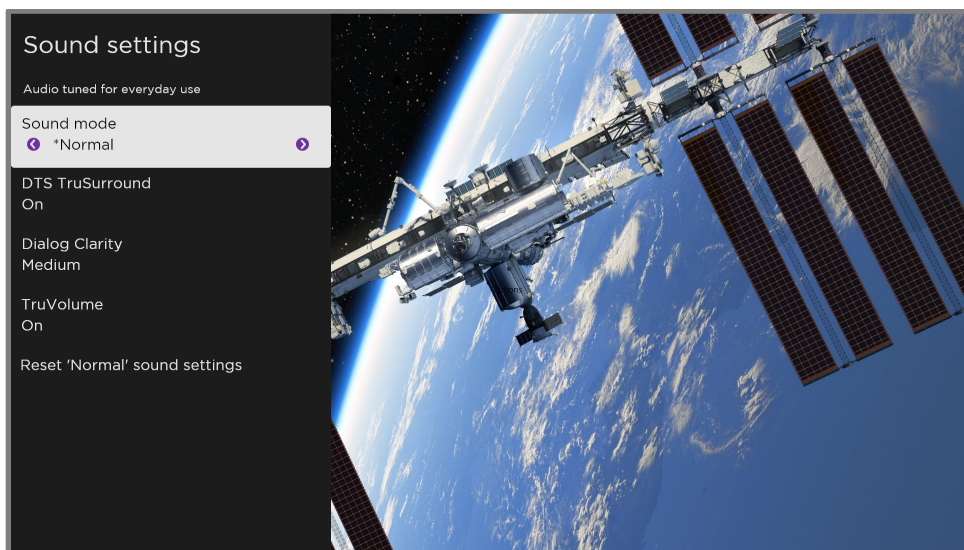 Sound settings
Audio tuned for everyday use
Sound mode
*Normal
DTS TruSurround
On
Dialog Clarity
Medium
TruVolume
On
Reset 'Normal' sound settings